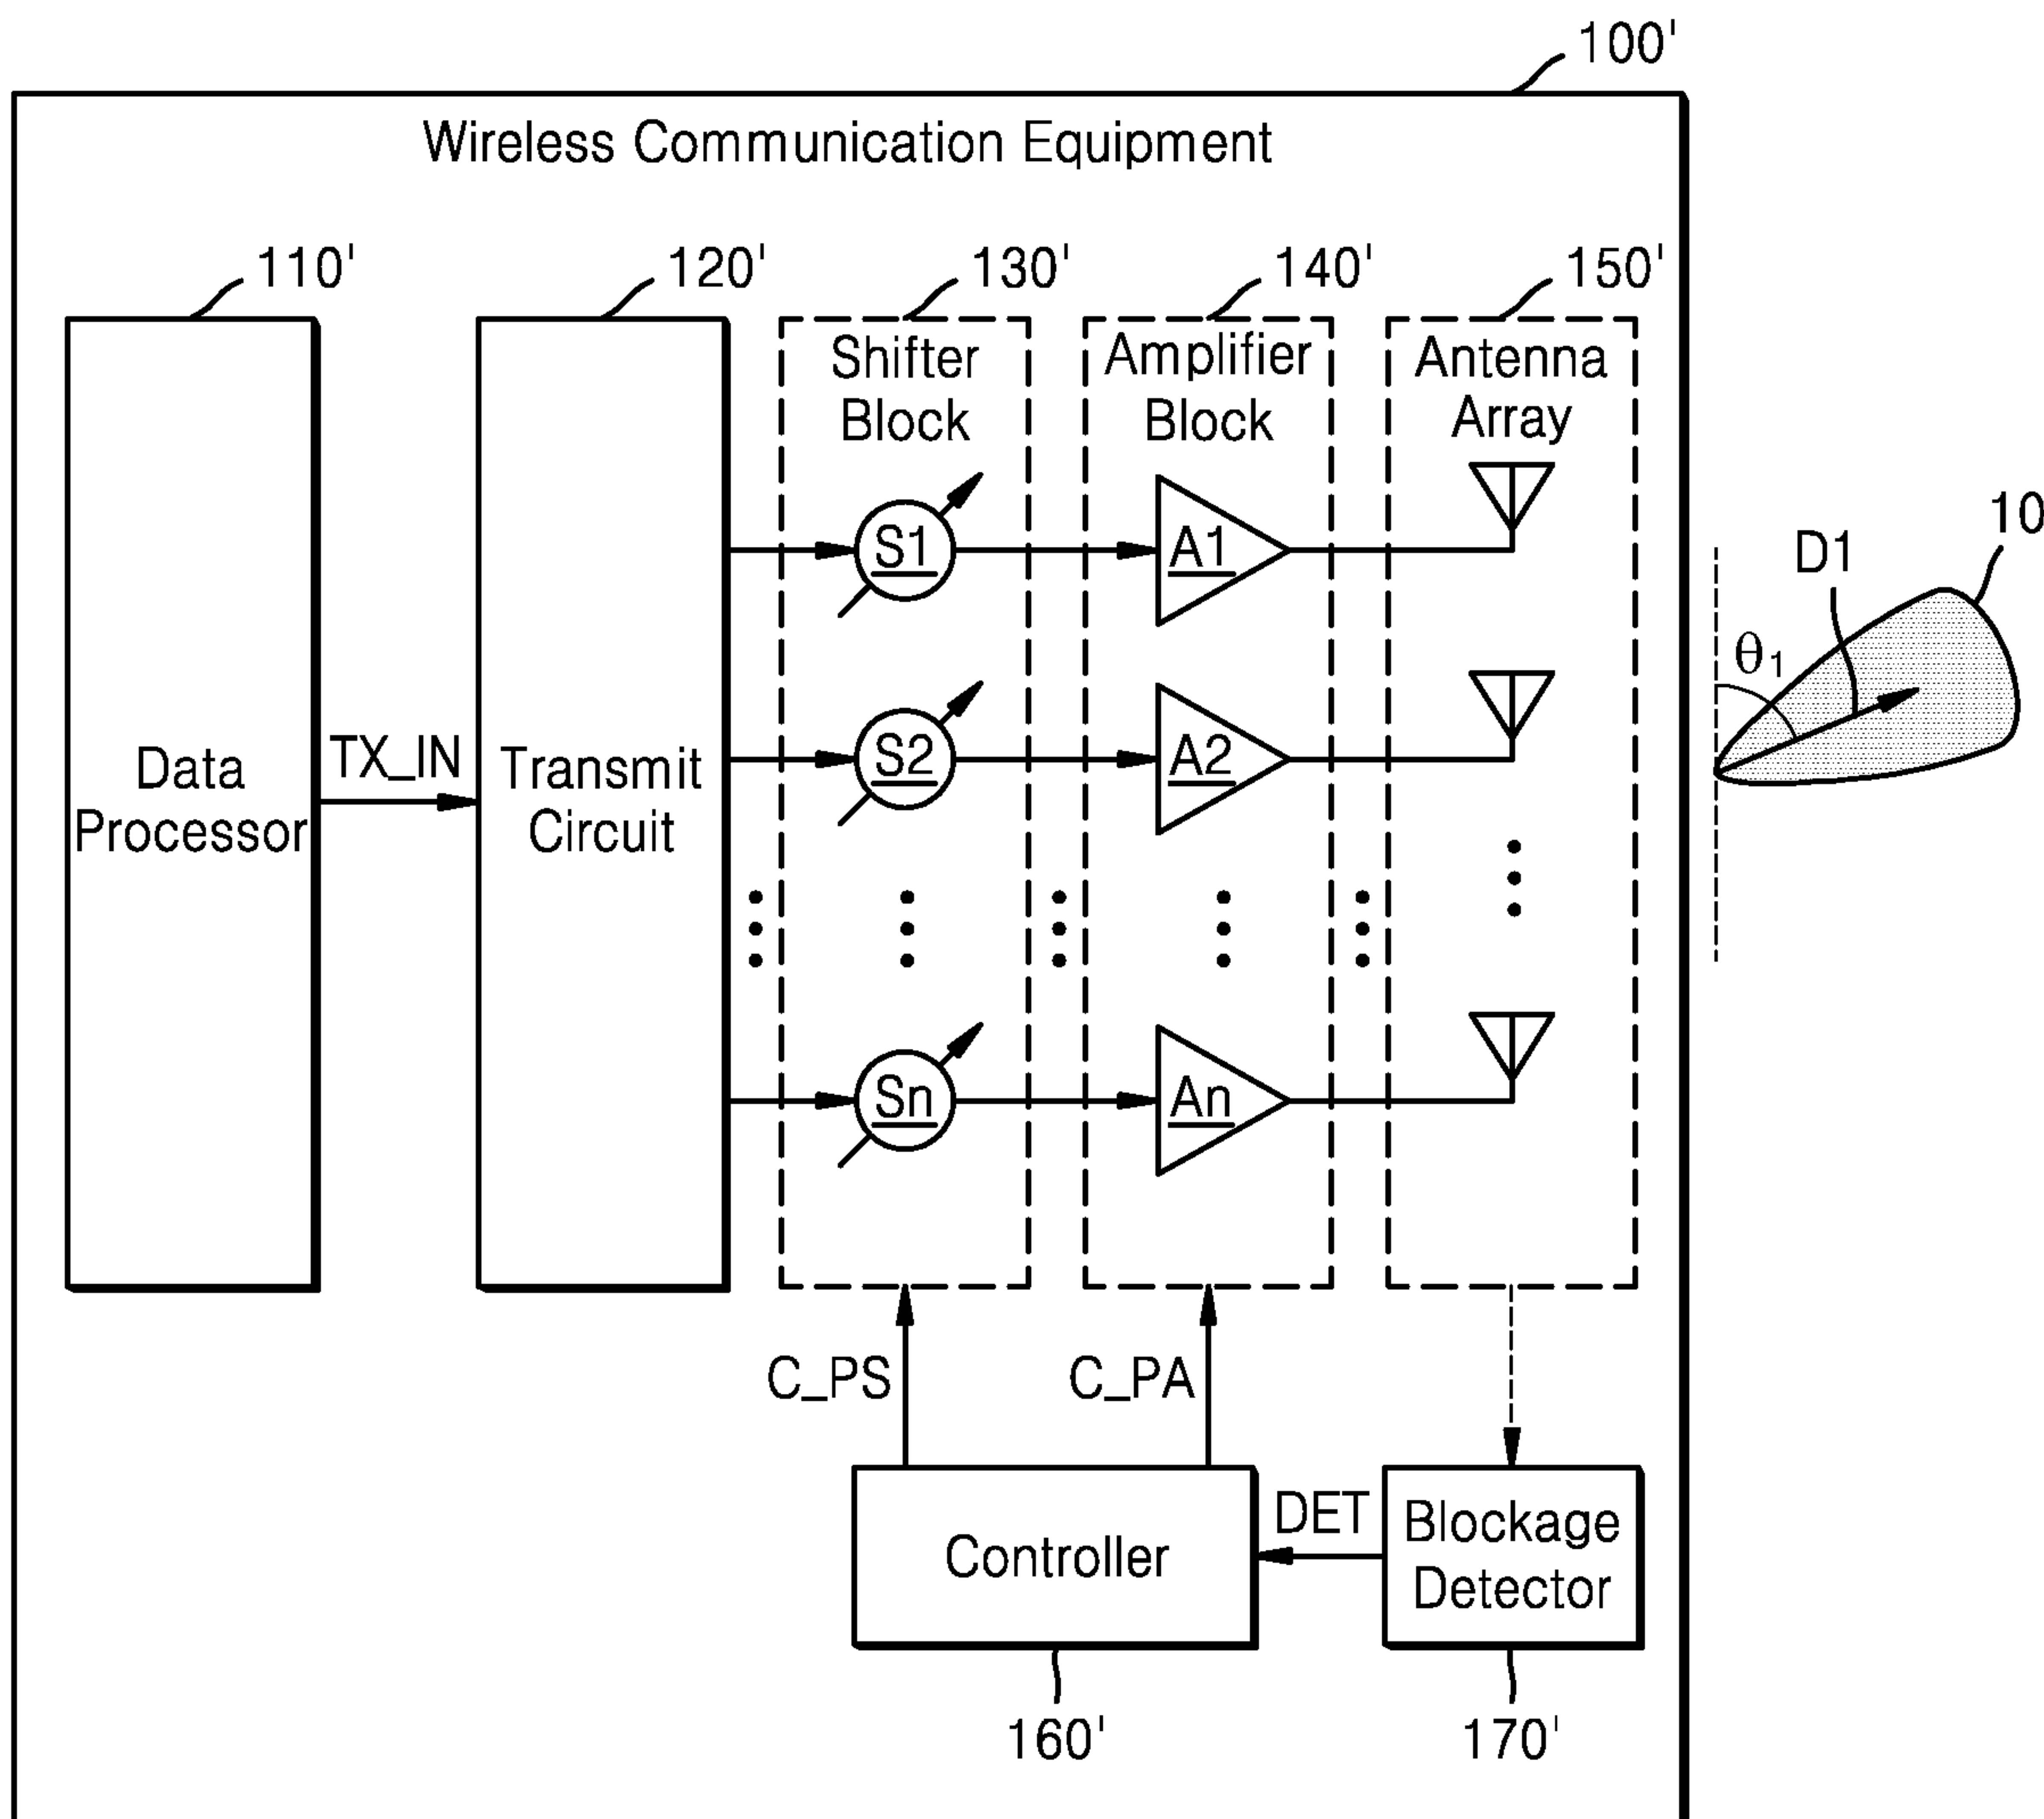 100'
Wireless Communication Equipment
110'
120'
130'
140'
150'
Shifter
Block
Amplifier
Block
Antenna
Array
S1
A1
10
D1
θ1
S2
A2
Data
Processor
TX_IN
Transmit
Circuit
Sn
An
C_PS
C_PA
Controller
DET
Blockage
Detector
160'
170'